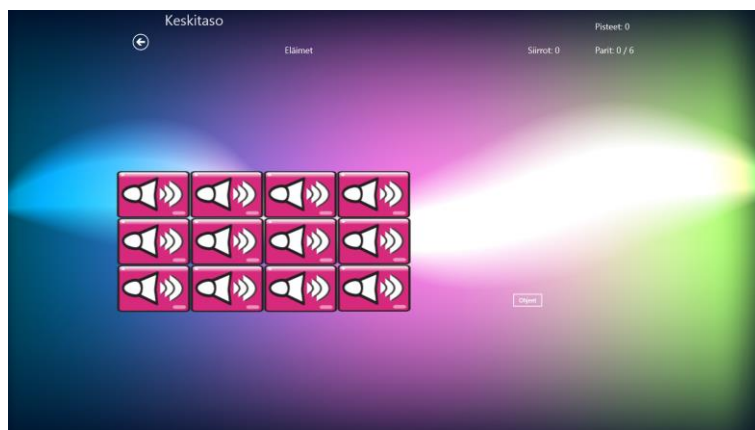 Keskitaso
Pisteet: 0
Eläimet
Siirrot: 0
Parit: 0 / 6
Ohjeet